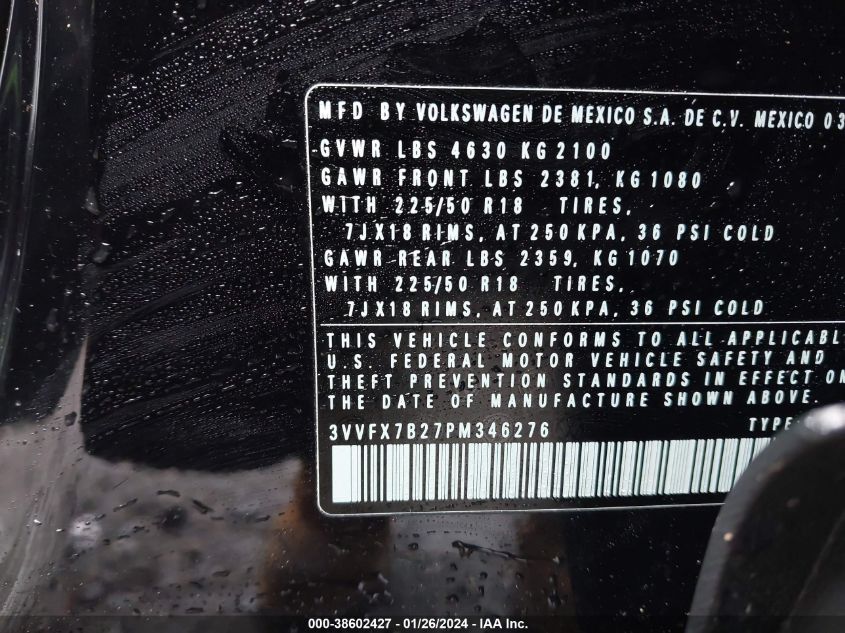 MFD BY VOLKSWAGEN DE MEXICO S.A. DE C.V. MEXICO 03
GVWR LBS 4630 KG 2100
GAWR FRONT LBS 2381, KG 1080
WITH 225/50 R18 TIRES,
7JX18 RIMS, AT 250 KPA, 36 PSI COLD
GAWR REAR LBS 2359, KG 1070
WITH 225/50 R18 TIRES,
7JX18 RIMS, AT 250 KPA, 36 PSI COLD
THIS VEHICLE CONFORMS TO ALL APPLICABL
U.S. FEDERAL MOTOR VEHICLE SAFETY AND
THEFT PREVENTION STANDARDS IN EFFECT ON
THE DATE OF MANUFACTURE SHOWN ABOVE.
3VVFX7B27PM346276 TYPE
000-38602427 - 01/26/2024 - IAA Inc.